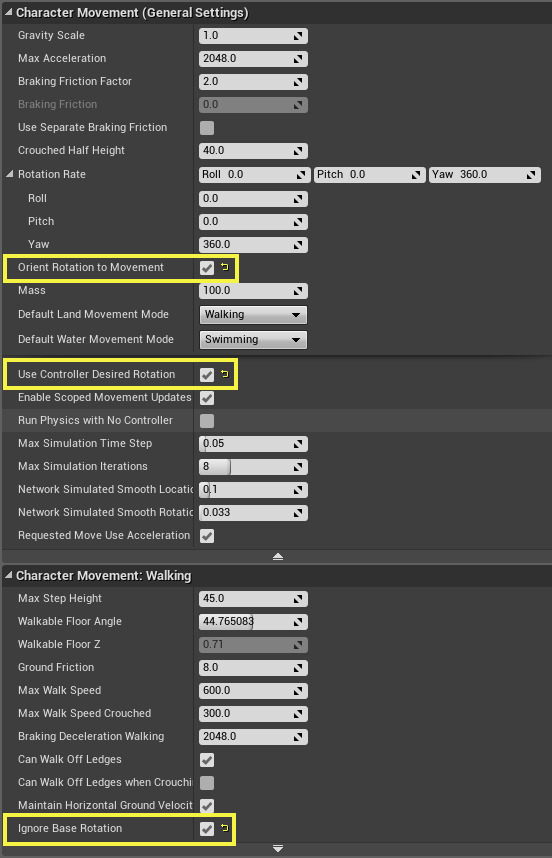 Character Movement (General Settings)
Gravity Scale 1.0
Max Acceleration 2048.0
Braking Friction Factor 2.0
Braking Friction 0.0
Use Separate Braking Friction
Crouched Half Height 40.0
Rotation Rate Roll 0.0 Pitch 0.0 Yaw 360.0
Roll 0.0
Pitch 0.0
Yaw 360.0
Orient Rotation to Movement
Mass 100.0
Default Land Movement Mode Walking
Default Water Movement Mode Swimming
Use Controller Desired Rotation
Enable Scoped Movement Updates
Run Physics with No Controller
Max Simulation Time Step 0.05
Max Simulation Iterations 8
Network Simulated Smooth Locatio 0.1
Network Simulated Smooth Rotatio 0.033
Requested Move Use Acceleration
Character Movement: Walking
Max Step Height 45.0
Walkable Floor Angle 44.765083
Walkable Floor Z 0.71
Ground Friction 8.0
Max Walk Speed 600.0
Max Walk Speed Crouched 300.0
Braking Deceleration Walking 2048.0
Can Walk Off Ledges
Can Walk Off Ledges when Crouchi
Maintain Horizontal Ground Velocit
Ignore Base Rotation